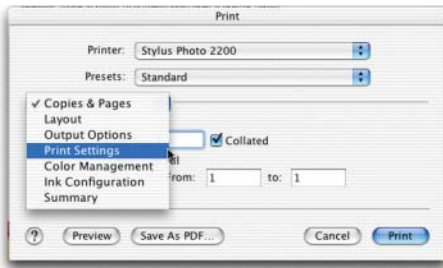 Print
Printer: Stylus Photo 2200
Presets: Standard
✓ Copies & Pages
Layout
Output Options
Collated
Print Settings
Color Management
From: 1 to: 1
Ink Configuration
Summary
? Preview Save As PDF... Cancel Print